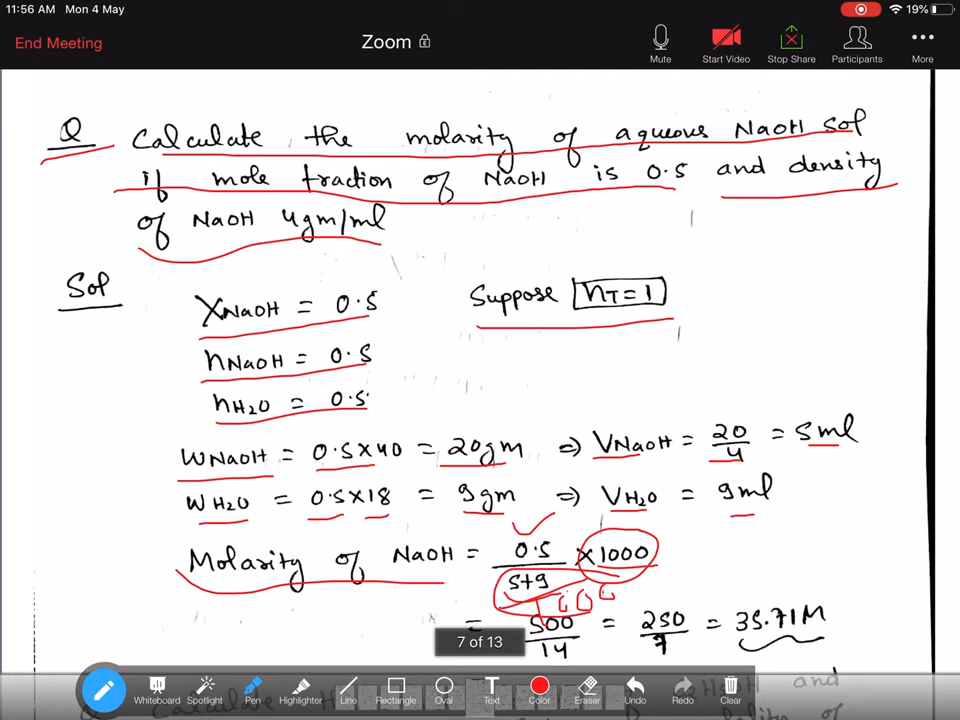 11:56 AM Mon 4 May
19%
End Meeting
Zoom
Mute
Start Video
Stop Share
Participants
More
Q Calculate the molarity of aqueous NaOH sol
if mole fraction of NaOH is 0.5 and density
of NaOH 4gm/ml
Sol
XNaOH = 0.5 Suppose nT=1
nNaOH = 0.5
nH2O = 0.5
WNaOH = 0.5×40 = 20gm ⇒ VNaOH = 20/4 = 5ml
WH2O = 0.5×18 = 9gm ⇒ VH2O = 9ml
Molarity of NaOH = 0.5/5+9 ×1000
1000
= 500/14 = 250/7 = 35.71M
7 of 13
Calculate
and
Whiteboard
Spotlight
Pen
Highlighter
Line
Rectangle
Oval
Text
Color
Eraser
Undo
Redo
Clear